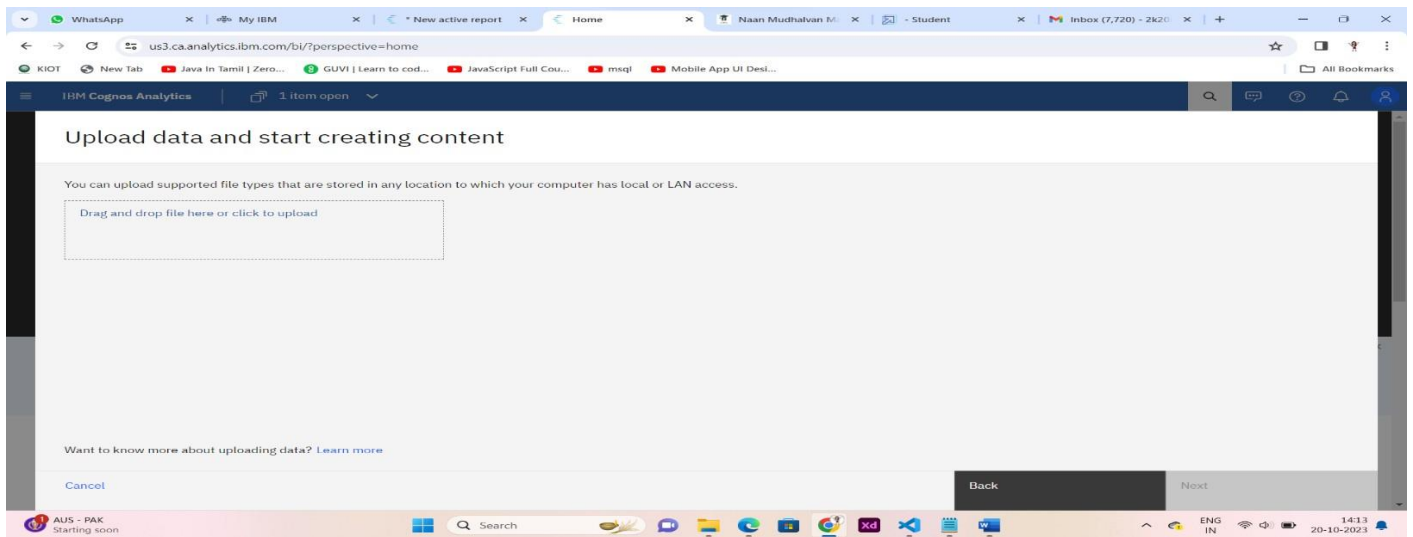 WhatsApp
My IBM
* New active report
Home
Naan Mudhalvan M
- Student
Inbox (7,720) - 2k20
us3.ca.analytics.ibm.com/bi/?perspective=home
KIOT
New Tab
Java In Tamil | Zero...
GUVI | Learn to cod...
JavaScript Full Cou...
msql
Mobile App UI Desi...
All Bookmarks
IBM Cognos Analytics
1 item open
Upload data and start creating content
You can upload supported file types that are stored in any location to which your computer has local or LAN access.
Drag and drop file here or click to upload
Want to know more about uploading data? Learn more
Cancel
Back
Next
AUS - PAK
Starting soon
Search
Xd
ENG
IN
14:13
20-10-2023